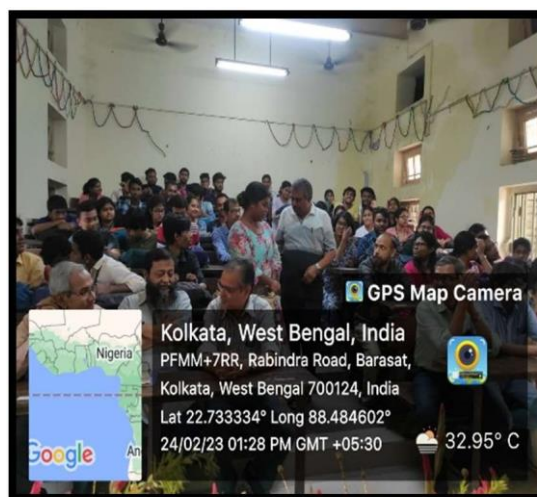 GPS Map Camera
Kolkata, West Bengal, India
PFMM+7RR, Rabindra Road, Barasat,
Kolkata, West Bengal 700124, India
Lat 22.733334° Long 88.484602°
24/02/23 01:28 PM GMT +05:30
32.95° C
Nigeria
An
Google